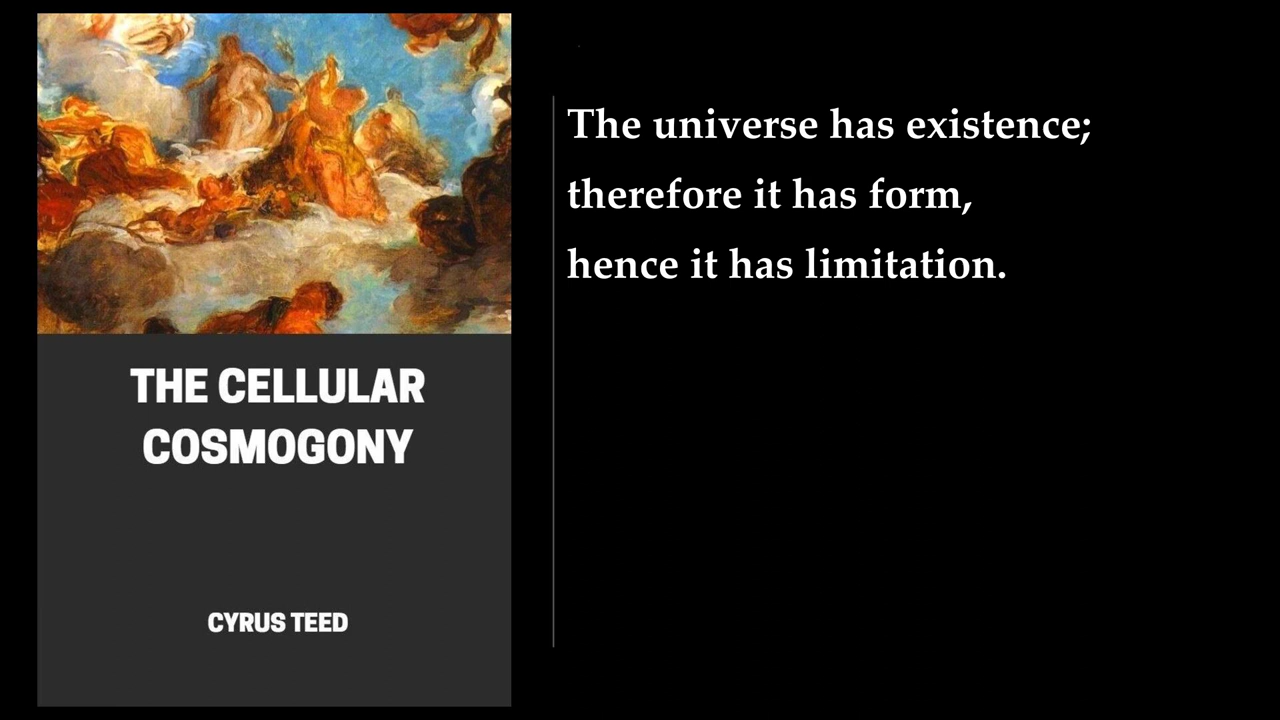 THE CELLULAR
COSMOGONY
CYRUS TEED
The universe has existence;
therefore it has form,
hence it has limitation.